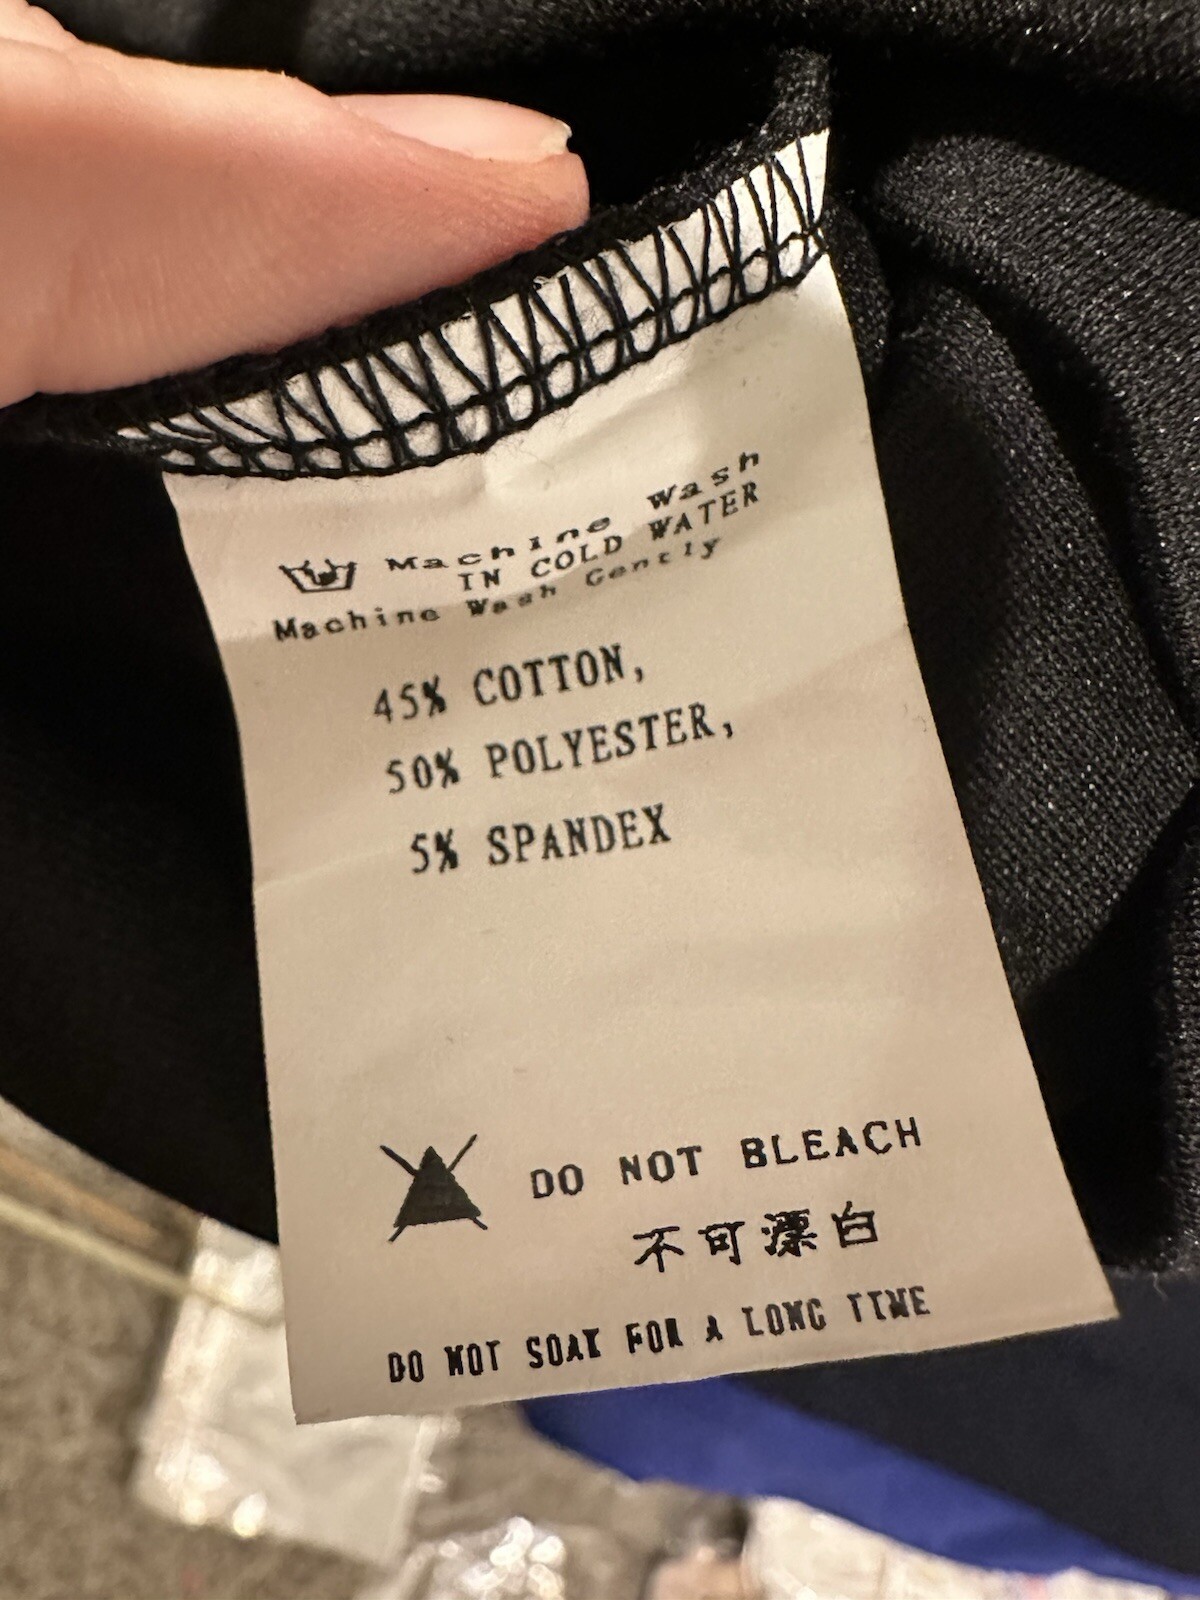 Machine Wash
IN COLD WATER
Machine Wash Gently
45% COTTON,
50% POLYESTER,
5% SPANDEX
DO NOT BLEACH
不可漂白
DO NOT SOAK FOR A LONG TIME